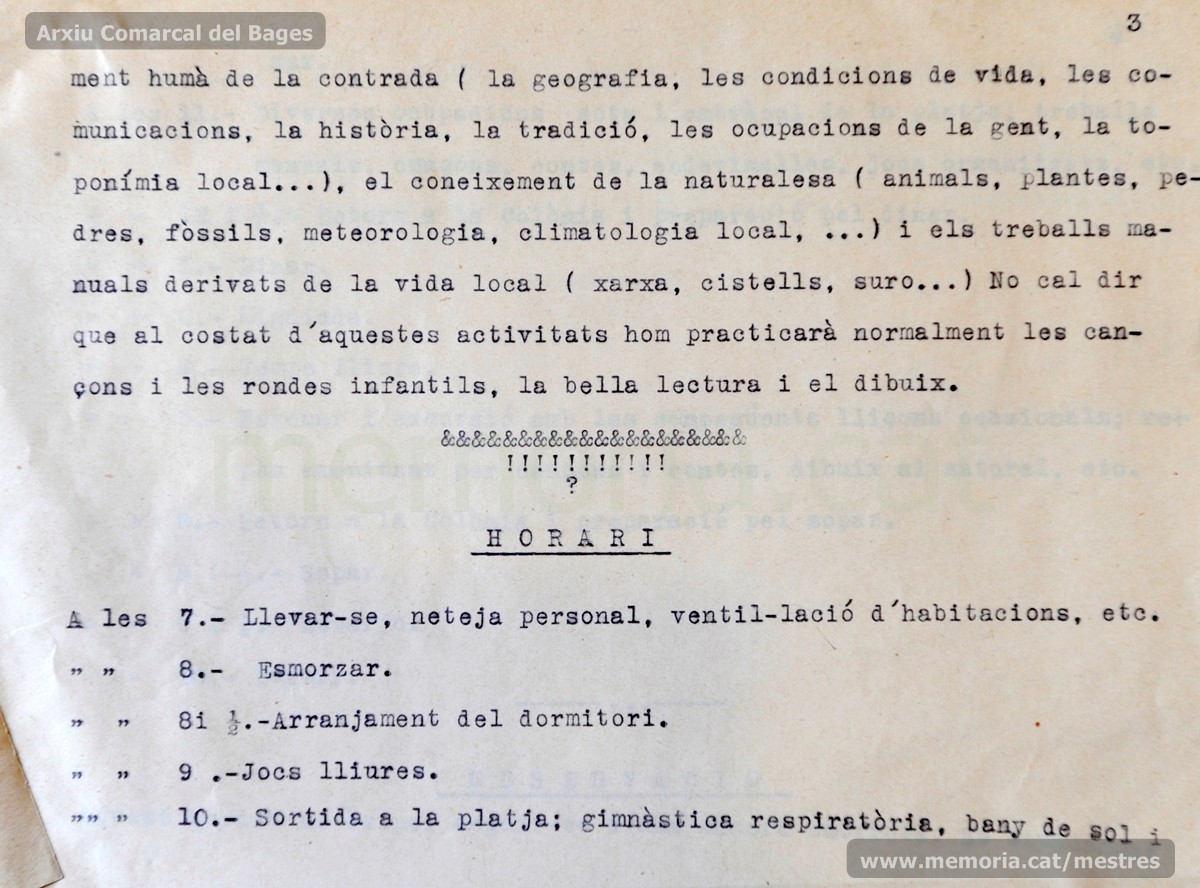 Arxiu Comarcal del Bages
3
ment humà de la contrada ( la geografia, les condicions de vida, les co-
municacions, la història, la tradició, les ocupacions de la gent, la to-
ponímia local...), el coneixement de la naturalesa ( animals, plantes, pe-
dres, fòssils, meteorologia, climatologia local, ...) i els treballs ma-
nuals derivats de la vida local ( xarxa, cistells, suro...) No cal dir
que al costat d'aquestes activitats hom practicarà normalment les can-
çons i les rondes infantils, la bella lectura i el dibuix.
&&&&&&&&&&&&&&&&&&&&
!!!!!!!!!!!
?
HORARI
A les 7.- Llevar-se, neteja personal, ventil-lació d'habitacions, etc.
" " 8.- Esmorzar.
" " 8i ½.-Arranjament del dormitori.
" " 9 .-Jocs lliures.
"" " 10.- Sortida a la platja; gimnàstica respiratòria, bany de sol i
www.memoria.cat/mestres